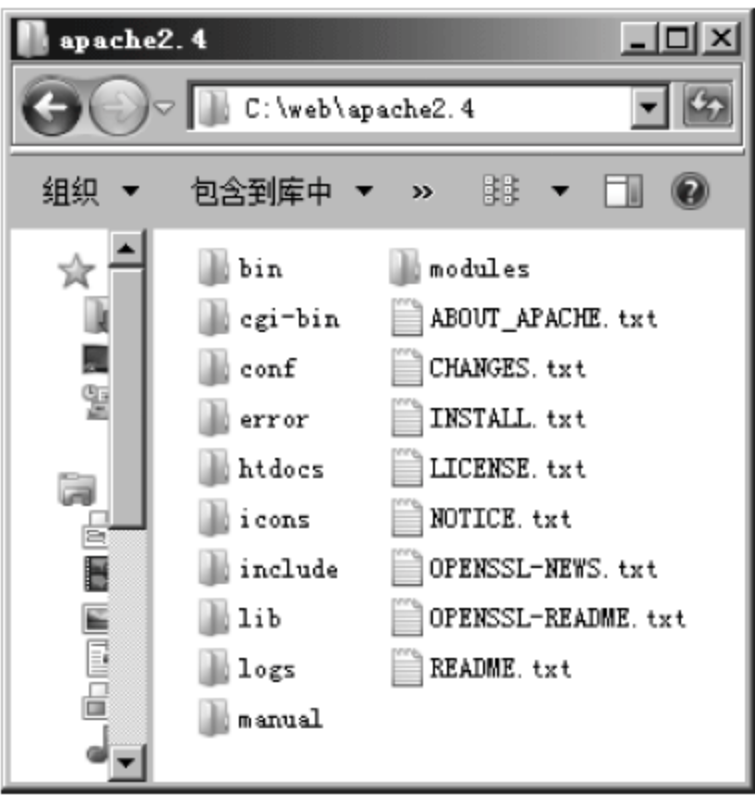 apache2.4
C:\web\apache2.4
组织 包含到库中 »
bin
cgi-bin
conf
error
htdocs
icons
include
lib
logs
manual
modules
ABOUT_APACHE.txt
CHANGES.txt
INSTALL.txt
LICENSE.txt
NOTICE.txt
OPENSSL-NEWS.txt
OPENSSL-README.txt
README.txt